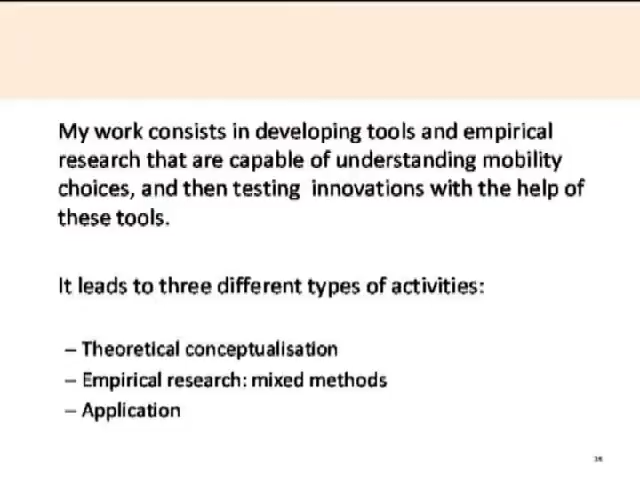 My work consists in developing tools and empirical
research that are capable of understanding mobility
choices, and then testing innovations with the help of
these tools.
It leads to three different types of activities:
– Theoretical conceptualisation
– Empirical research: mixed methods
– Application